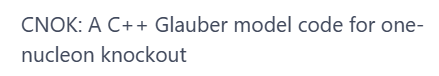 CNOK: A C++ Glauber model code for one-
nucleon knockout